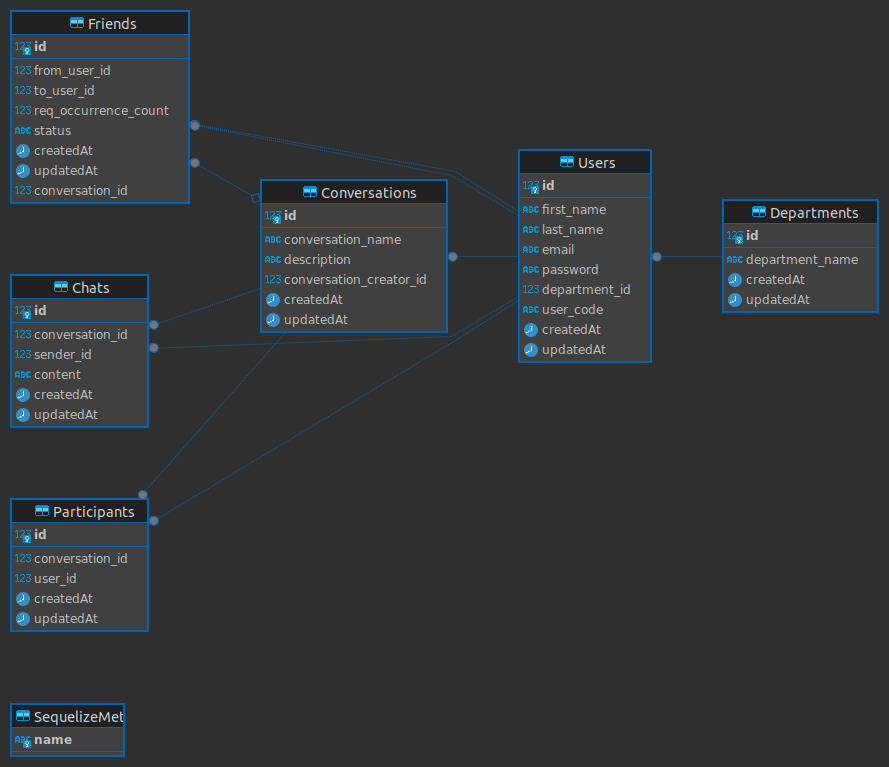 Friends
123 id
123 from_user_id
123 to_user_id
123 req_occurrence_count
ABC status
createdAt
updatedAt
123 conversation_id
Conversations
123 id
ABC conversation_name
ABC description
123 conversation_creator_id
createdAt
updatedAt
Users
123 id
ABC first_name
ABC last_name
ABC email
ABC password
123 department_id
ABC user_code
createdAt
updatedAt
Departments
123 id
ABC department_name
createdAt
updatedAt
Chats
123 id
123 conversation_id
123 sender_id
ABC content
createdAt
updatedAt
Participants
123 id
123 conversation_id
123 user_id
createdAt
updatedAt
SequelizeMet
ABC name